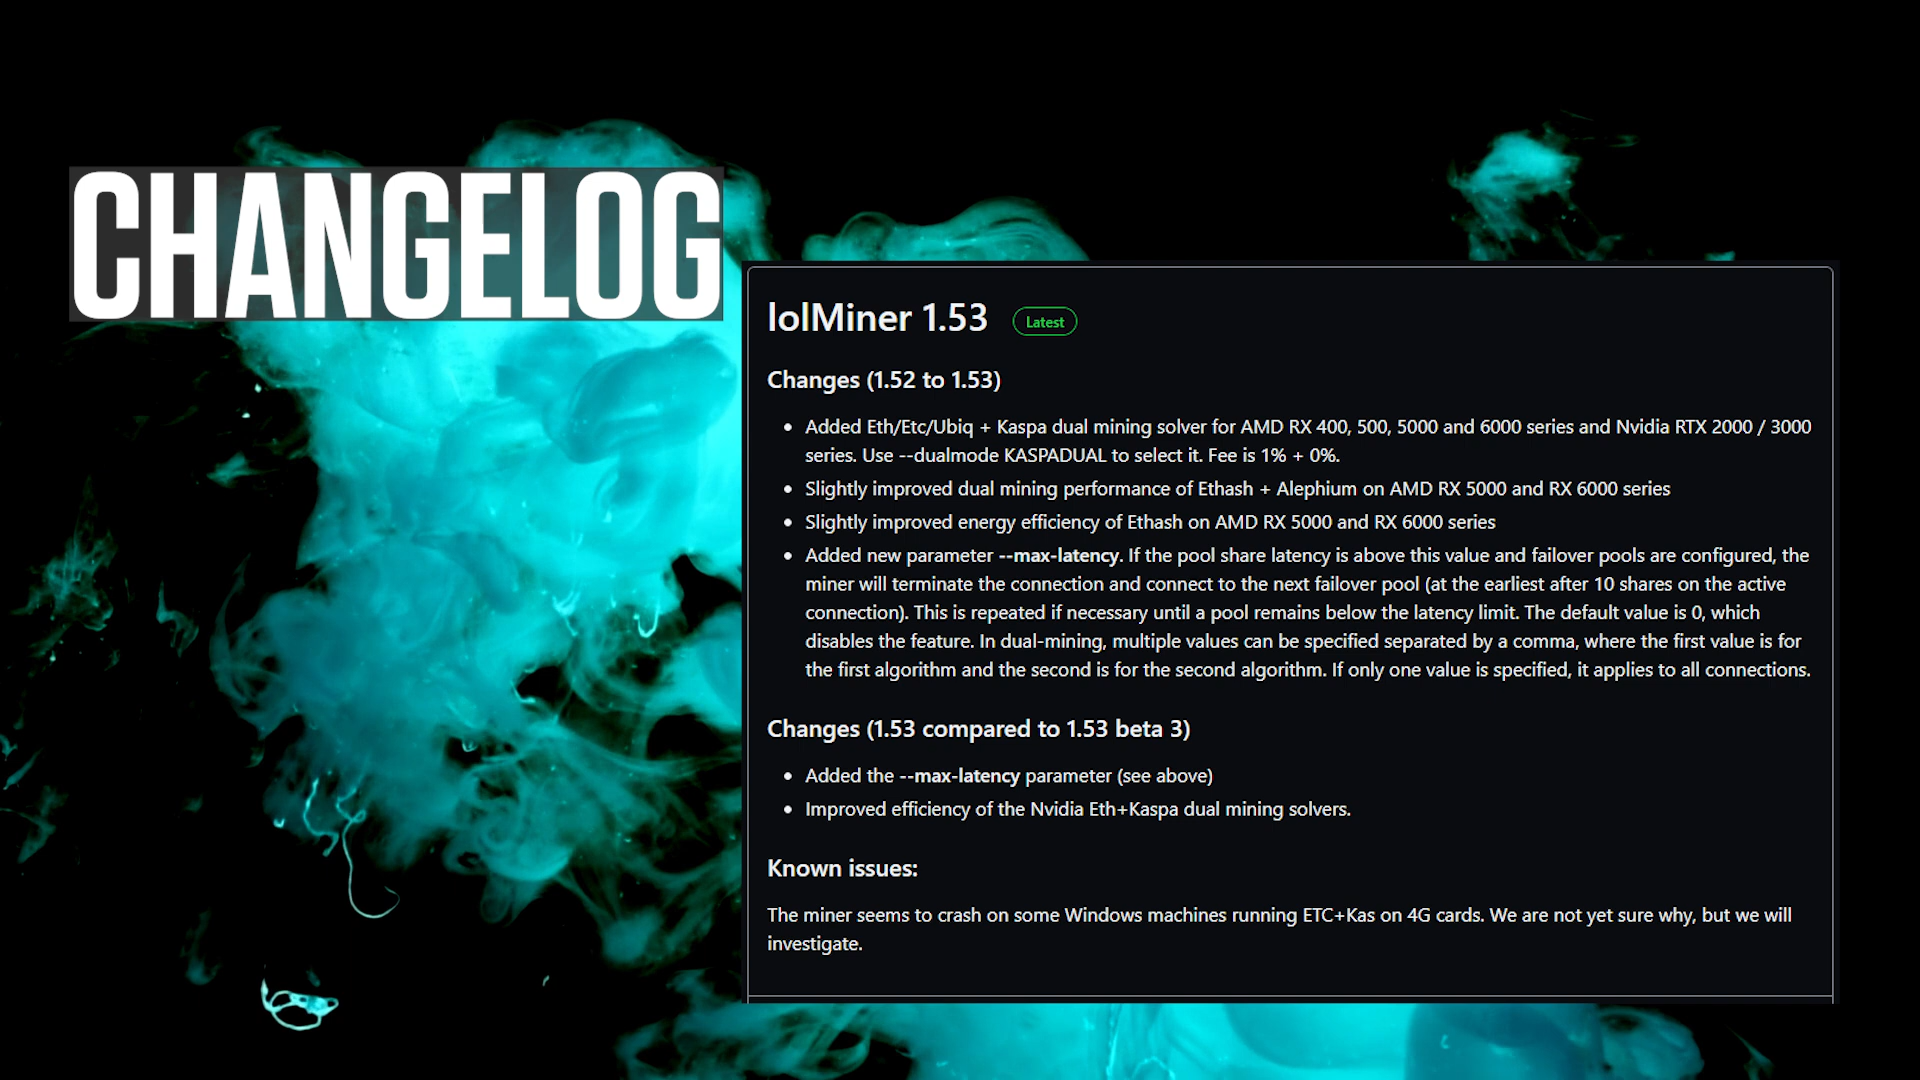 CHANGELOG
lolMiner 1.53 Latest
Changes (1.52 to 1.53)
• Added Eth/Etc/Ubiq + Kaspa dual mining solver for AMD RX 400, 500, 5000 and 6000 series and Nvidia RTX 2000 / 3000
series. Use --dualmode KASPADUAL to select it. Fee is 1% + 0%.
• Slightly improved dual mining performance of Ethash + Alephium on AMD RX 5000 and RX 6000 series
• Slightly improved energy efficiency of Ethash on AMD RX 5000 and RX 6000 series
• Added new parameter --max-latency. If the pool share latency is above this value and failover pools are configured, the
miner will terminate the connection and connect to the next failover pool (at the earliest after 10 shares on the active
connection). This is repeated if necessary until a pool remains below the latency limit. The default value is 0, which
disables the feature. In dual-mining, multiple values can be specified separated by a comma, where the first value is for
the first algorithm and the second is for the second algorithm. If only one value is specified, it applies to all connections.
Changes (1.53 compared to 1.53 beta 3)
• Added the --max-latency parameter (see above)
• Improved efficiency of the Nvidia Eth+Kaspa dual mining solvers.
Known issues:
The miner seems to crash on some Windows machines running ETC+Kas on 4G cards. We are not yet sure why, but we will
investigate.